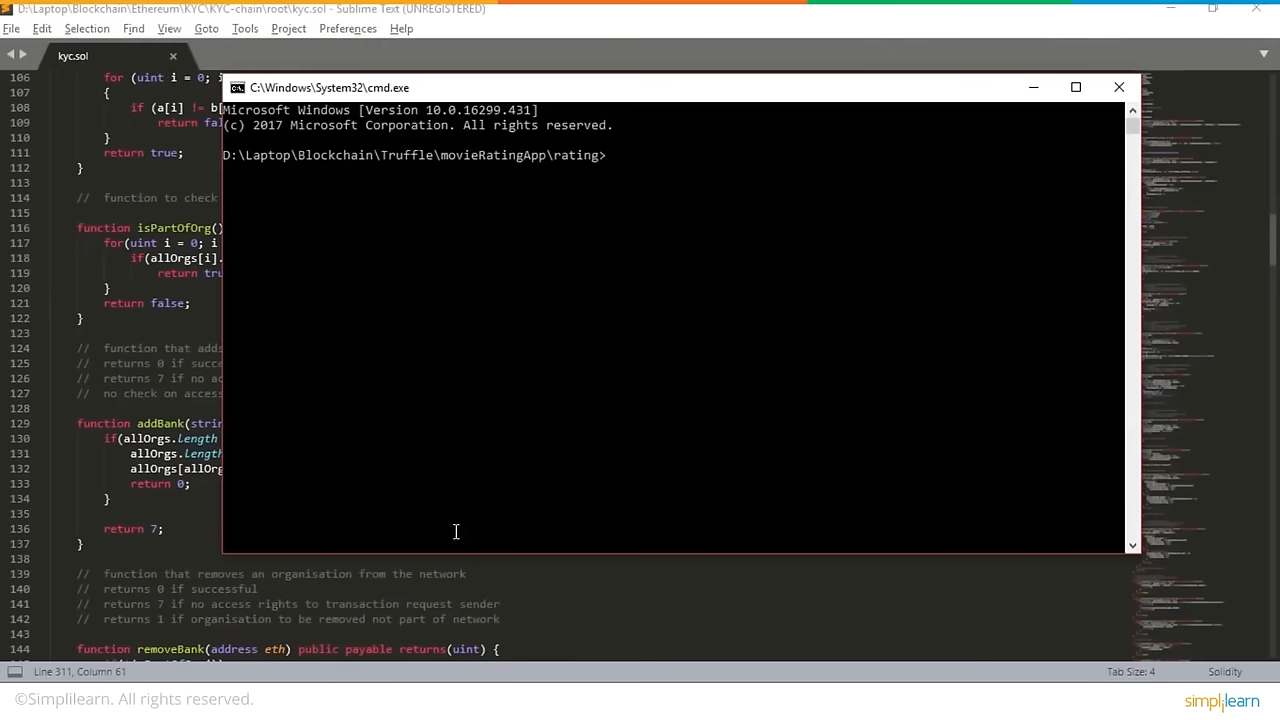 D:\Laptop\Blockchain\Ethereum\KYC\KYC-chain\root\kyc.sol - Sublime Text (UNREGISTERED)
File Edit Selection Find View Goto Tools Project Preferences Help
kyc.sol
C:\Windows\System32\cmd.exe
Microsoft Windows [Version 10.0.16299.431]
(c) 2017 Microsoft Corporation. All rights reserved.
D:\Laptop\Blockchain\Truffle\movieRatingApp\rating>
106 for (uint i = 0; i
107 {
108 if (a[i] != b[
109 return fal
110 }
111 return true;
112 }
113
114 // function to check
115
116 function isPartOfOrg()
117 for(uint i = 0; i
118 if(allOrgs[i].
119 return tru
120 }
121 return false;
122 }
123
124 // function that adds
125 // returns 0 if succe
126 // returns 7 if no ac
127 // no check on access
128
129 function addBank(strin
130 if(allOrgs.length
131 allOrgs.length
132 allOrgs[allOrg
133 return 0;
134 }
135
136 return 7;
137 }
138
139 // function that removes an organisation from the network
140 // returns 0 if successful
141 // returns 7 if no access rights to transaction request sender
142 // returns 1 if organisation to be removed not part of network
143
144 function removeBank(address eth) public payable returns(uint) {
Line 311, Column 61
Tab Size: 4
Solidity
©Simplilearn. All rights reserved.
simplilearn